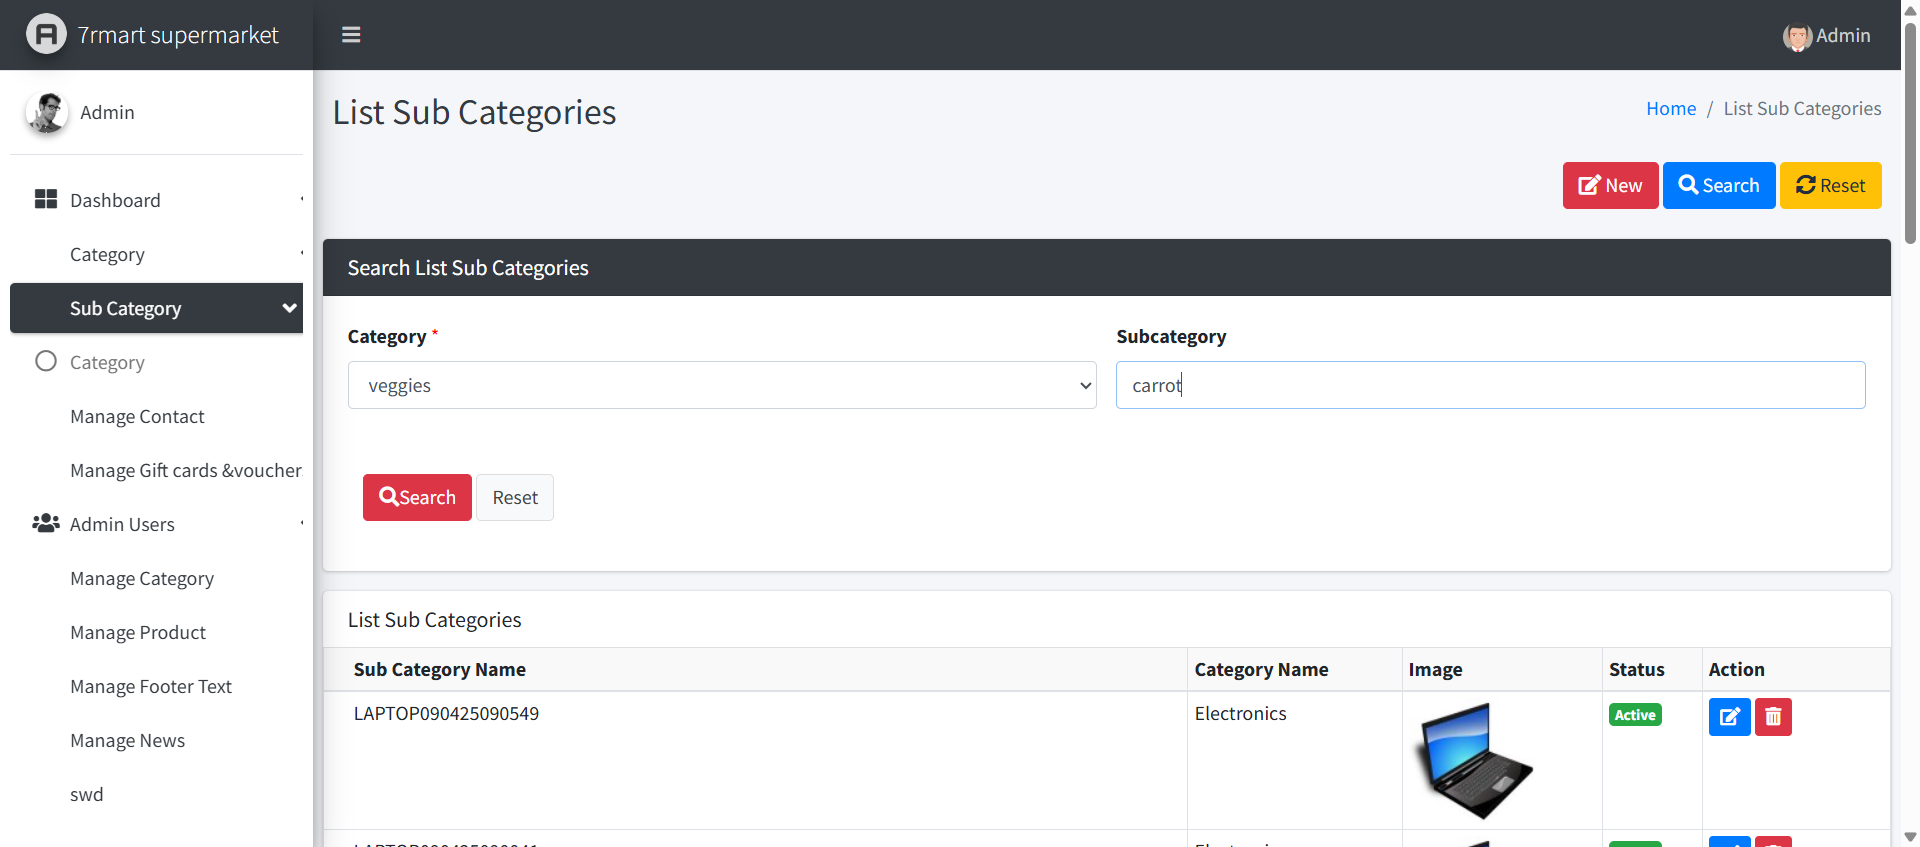 7rmart supermarket
Admin
Admin
Dashboard
Category
Sub Category
Category
Manage Contact
Manage Gift cards &voucher
Admin Users
Manage Category
Manage Product
Manage Footer Text
Manage News
swd
List Sub Categories
Home / List Sub Categories
New Search Reset
Search List Sub Categories
Category * Subcategory
veggies carrot
Search Reset
List Sub Categories
Sub Category Name Category Name Image Status Action
LAPTOP090425090549 Electronics Active